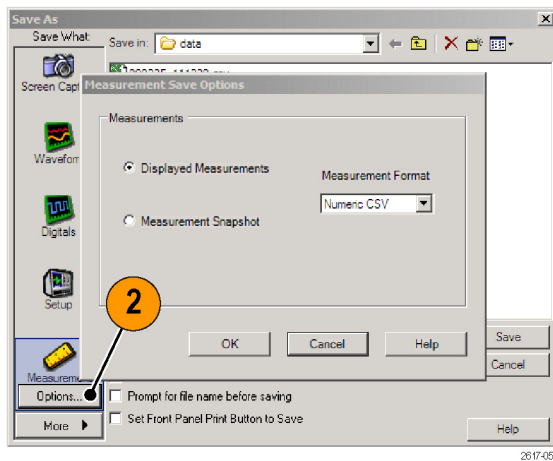 Save As
Save What:
Save in: data
Screen Capt
Measurement Save Options
Measurements
Displayed Measurements
Measurement Format
Numeric CSV
Measurement Snapshot
Waveform
Digitals
Setup
2
OK Cancel Help
Save
Cancel
Measureme
Options...
Prompt for file name before saving
Set Front Panel Print Button to Save
More
Help
2617-05